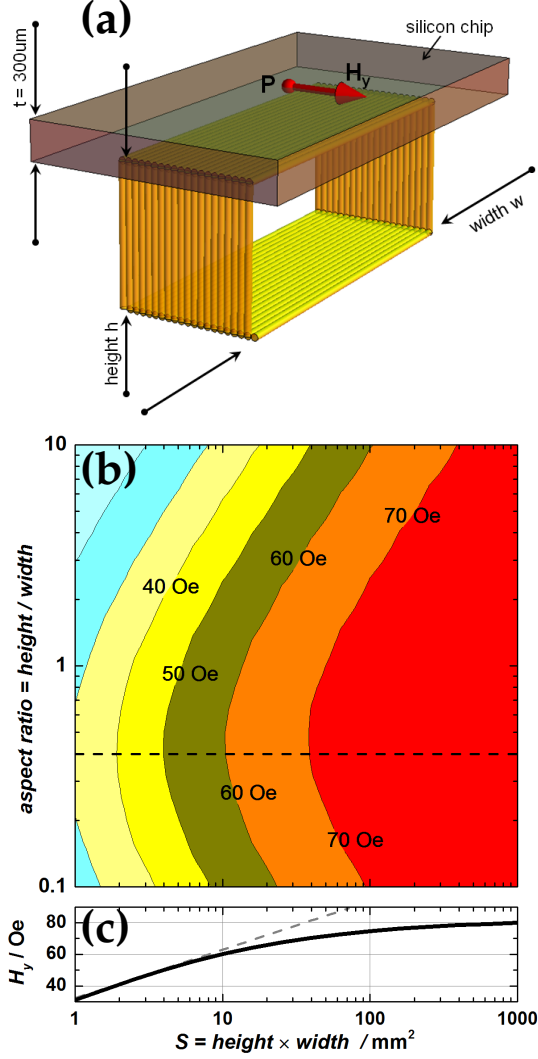 (a)
silicon chip
t = 300um
P
Hy
width w
height h
(b)
10
70 Oe
60 Oe
40 Oe
1
50 Oe
aspect ratio = height / width
60 Oe
70 Oe
0.1
(c)
80
60
40
Hy / Oe
1 10 100 1000
S = height × width / mm²